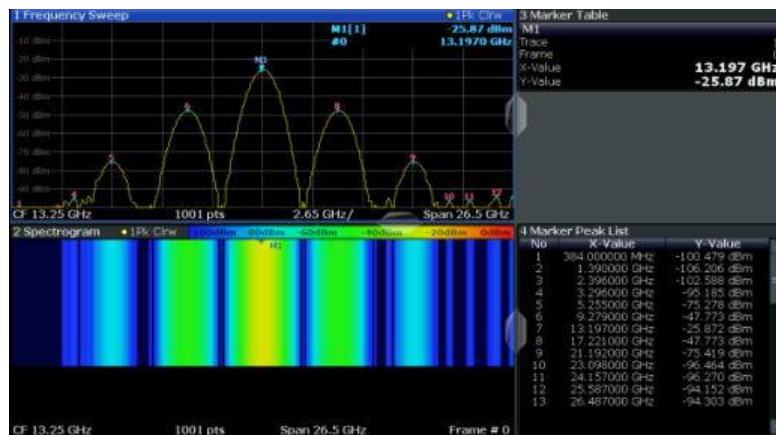 1 Frequency Sweep
1Pk Clrw
M1[1]
-25.87 dBm
#0
13.1970 GHz
-10 dBm
-20 dBm
-40 dBm
-60 dBm
-70 dBm
-80 dBm
-90 dBm
4
5
6
8
9
10
11
12
CF 13.25 GHz
1001 pts
2.65 GHz/
Span 26.5 GHz
2 Spectrogram
1Pk Clrw
-100dBm
-80dBm
-60dBm
-40dBm
-20dBm
0dBm
M1
CF 13.25 GHz
1001 pts
Span 26.5 GHz
Frame # 0
3 Marker Table
M1
Trace
Frame
X-Value
13.197 GHz
Y-Value
-25.87 dBm
4 Marker Peak List
No X-Value Y-Value
1 384.000000 MHz -100.479 dBm
2 1.390000 GHz -106.206 dBm
3 2.396000 GHz -102.588 dBm
4 3.296000 GHz -95.185 dBm
5 5.255000 GHz -75.278 dBm
6 9.279000 GHz -47.773 dBm
7 13.197000 GHz -25.872 dBm
8 17.221000 GHz -47.773 dBm
9 21.192000 GHz -75.419 dBm
10 23.098000 GHz -96.464 dBm
11 24.157000 GHz -96.270 dBm
12 25.587000 GHz -94.152 dBm
13 26.487000 GHz -94.303 dBm